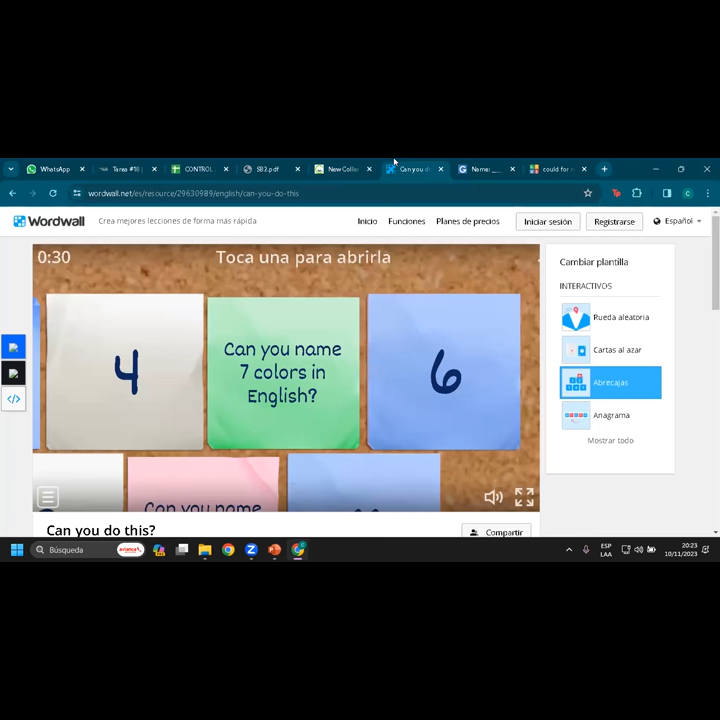 WhatsApp
Tarea #18 |
CONTROL
SB2.pdf
New Colle
Can you d
Name: ____
could for
wordwall.net/es/resource/29630989/english/can-you-do-this
Wordwall
Crea mejores lecciones de forma más rápida
Inicio
Funciones
Planes de precios
Iniciar sesión
Registrarse
Español
0:30
Toca una para abrirla
4
Can you name
7 colors in
English?
6
Can you name
Cambiar plantilla
INTERACTIVOS
Rueda aleatoria
Cartas al azar
Abrecajas
Anagrama
Mostrar todo
Can you do this?
Compartir
Búsqueda
avianca
ESP
LAA
20:23
10/11/2023